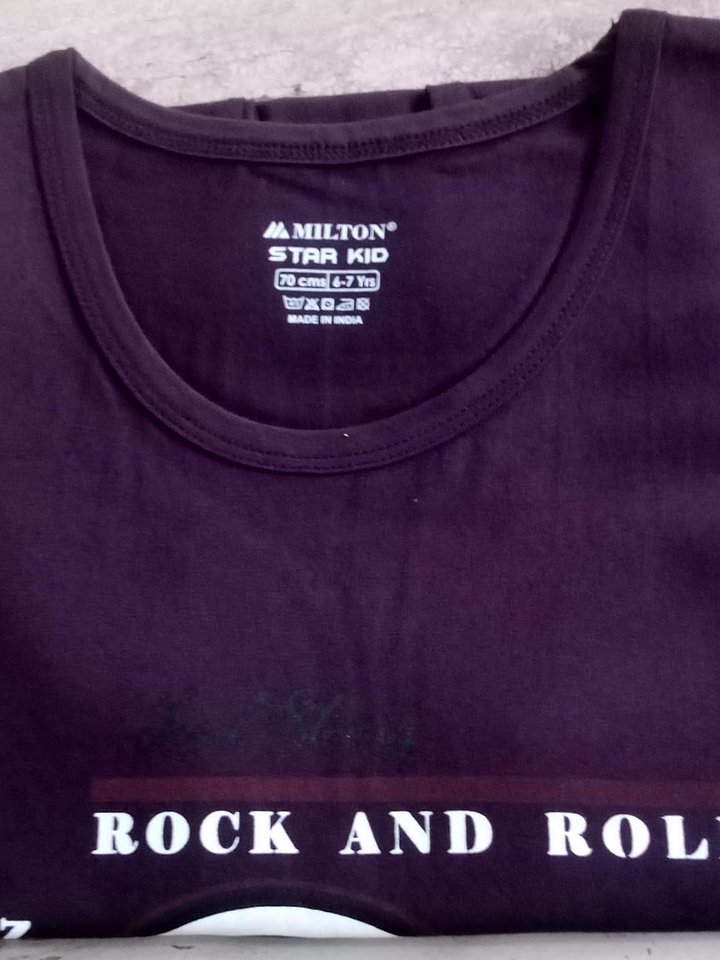 MILTON®
STAR KID
70 cms 6-7 Yrs
MADE IN INDIA
ROCK AND ROL
Z